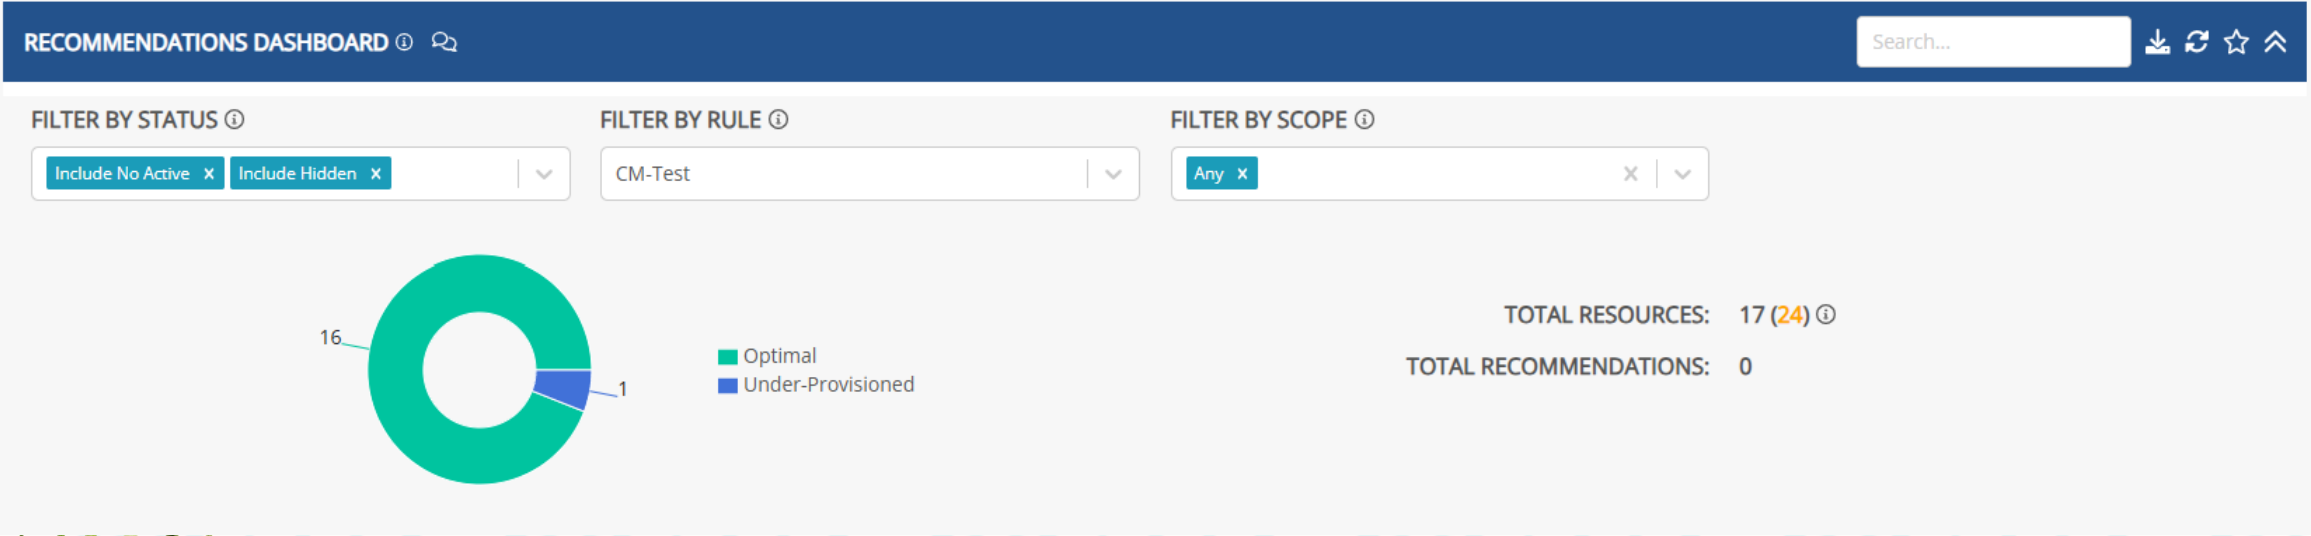 RECOMMENDATIONS DASHBOARD
Search...
FILTER BY STATUS
FILTER BY RULE
FILTER BY SCOPE
Include No Active x Include Hidden x
CM-Test
Any x
16
1
Optimal
Under-Provisioned
TOTAL RESOURCES: 17 (24)
TOTAL RECOMMENDATIONS: 0